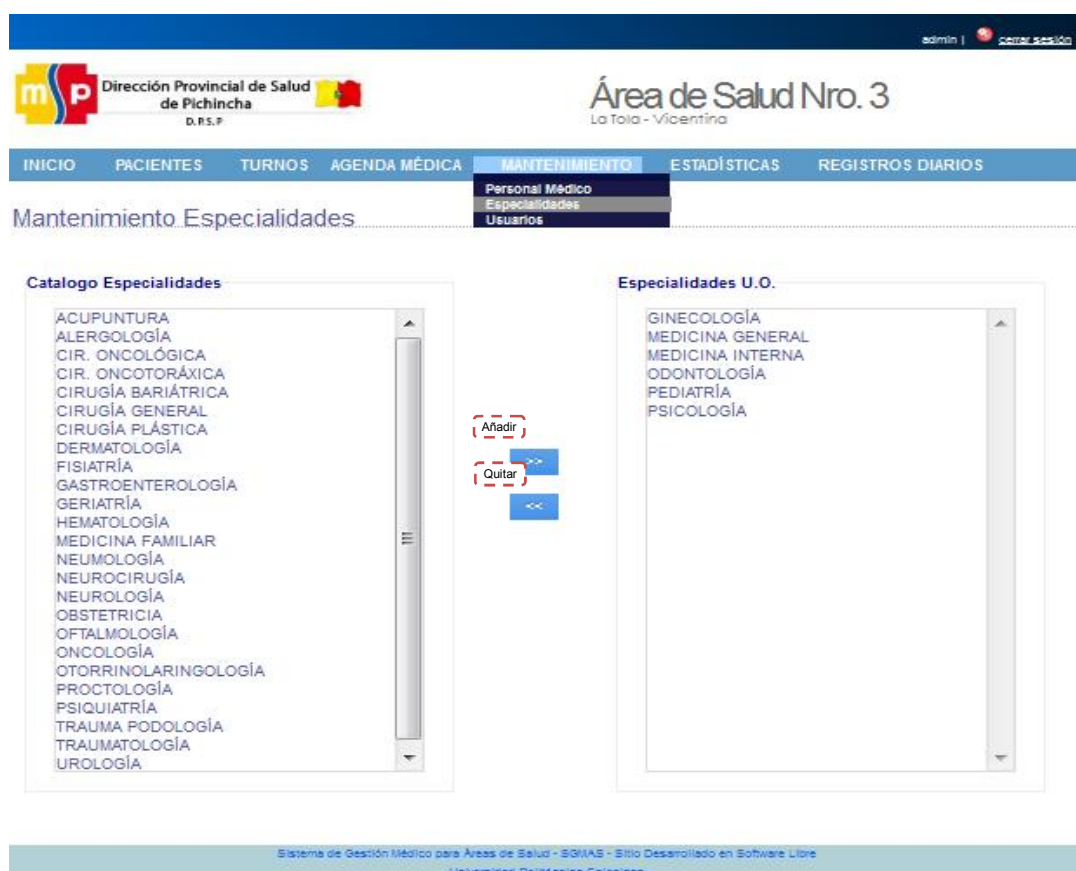 admin | cerrar sesión
msp
Dirección Provincial de Salud
de Pichincha
D.P.S.P
Área de Salud Nro. 3
La Tola - Vicentina
INICIO PACIENTES TURNOS AGENDA MÉDICA MANTENIMIENTO ESTADÍSTICAS REGISTROS DIARIOS
Personal Médico
Especialidades
Usuarios
Mantenimiento Especialidades
Catalogo Especialidades
ACUPUNTURA
ALERGOLOGÍA
CIR. ONCOLÓGICA
CIR. ONCOTORÁXICA
CIRUGÍA BARIÁTRICA
CIRUGÍA GENERAL
CIRUGÍA PLÁSTICA
DERMATOLOGÍA
FISIATRÍA
GASTROENTEROLOGÍA
GERIATRÍA
HEMATOLOGÍA
MEDICINA FAMILIAR
NEUMOLOGÍA
NEUROCIRUGÍA
NEUROLOGÍA
OBSTETRICIA
OFTALMOLOGÍA
ONCOLOGÍA
OTORRINOLARINGOLOGÍA
PROCTOLOGÍA
PSIQUIATRÍA
TRAUMA PODOLOGÍA
TRAUMATOLOGÍA
UROLOGÍA
Añadir
>>
Quitar
<<
Especialidades U.O.
GINECOLOGÍA
MEDICINA GENERAL
MEDICINA INTERNA
ODONTOLOGÍA
PEDIATRÍA
PSICOLOGÍA
Sistema de Gestión Médico para Áreas de Salud - SGMAS - Sitio Desarrollado en Software Libre